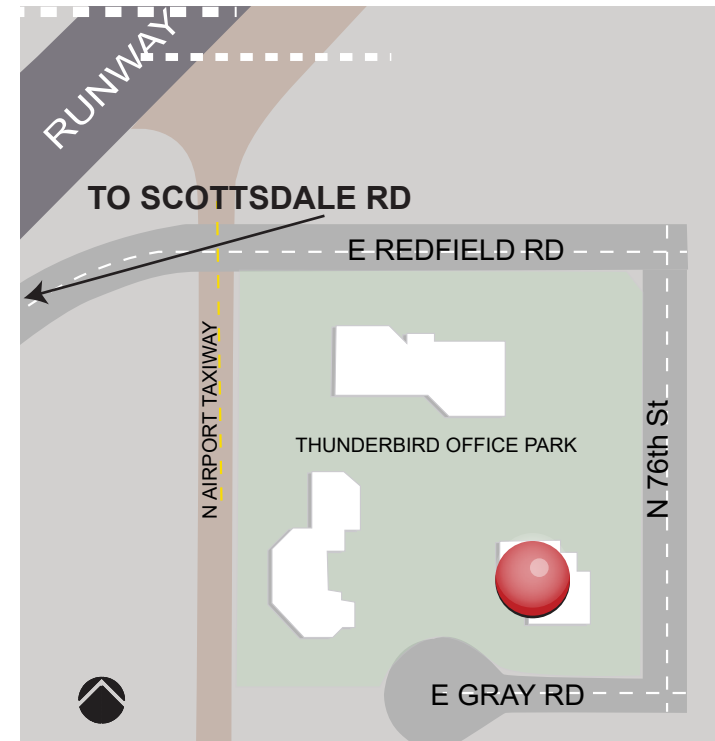 RUNWAY
TO SCOTTSDALE RD
E REDFIELD RD
N AIRPORT TAXIWAY
THUNDERBIRD OFFICE PARK
N 76th St
E GRAY RD